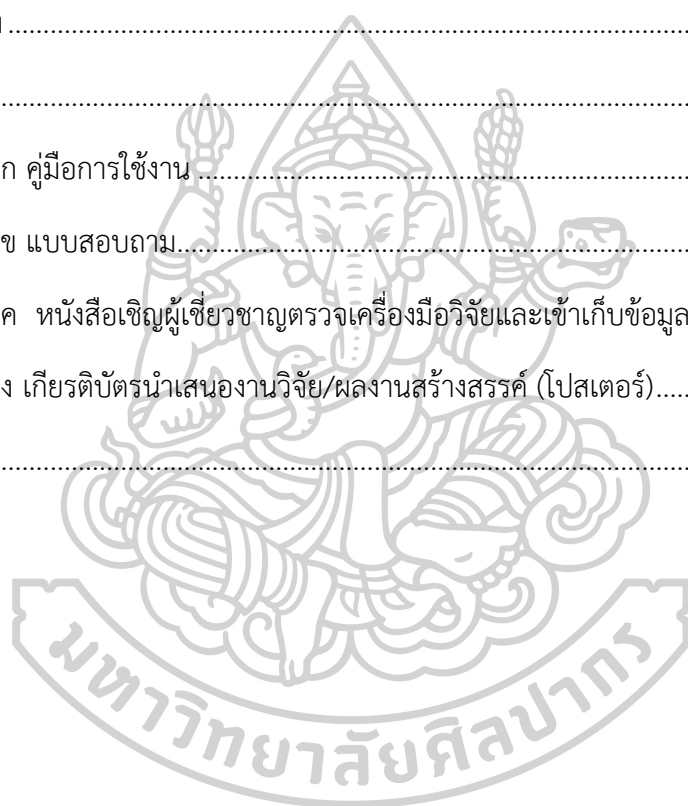 ก คู่มือการใช้งาน ........................................................................
ข แบบสอบถาม...........................................................................
ค หนังสือเชิญผู้เชี่ยวชาญตรวจเครื่องมือวิจัยและเข้าเก็บข้อมูล
ง เกียรติบัตรนำเสนองานวิจัย/ผลงานสร้างสรรค์ (โปสเตอร์).....
มหาวิทยาลัยศิลปากร